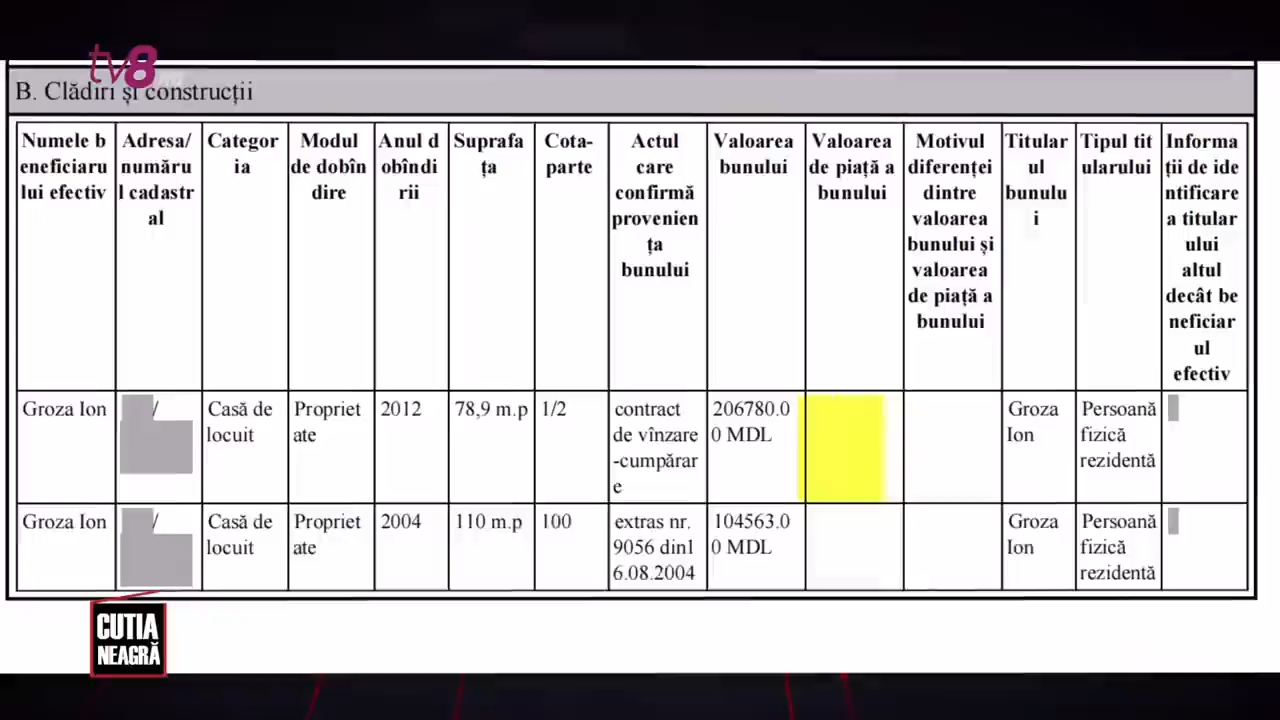 tv8
B. Clădiri și construcții
Numele b
eneficiaru
lui efectiv
Adresa/
număru
l cadastr
al
Categor
ia
Modul
de dobîn
dire
Anul d
obîndi
rii
Suprafa
ța
Cota-
parte
Actul
care
confirmă
provenien
ța
bunului
Valoarea
bunului
Valoarea
de piață a
bunului
Motivul
diferenței
dintre
valoarea
bunului și
valoarea
de piață a
bunului
Titular
ul
bunulu
i
Tipul tit
ularului
Informa
ții de ide
ntificare
a titular
ului
altul
decât be
neficiar
ul
efectiv
Groza Ion
/
Casă de
locuit
Propriet
ate
2012
78,9 m.p
1/2
contract
de vînzare
-cumpărar
e
206780.0
0 MDL
Groza
Ion
Persoană
fizică
rezidentă
Groza Ion
/
Casă de
locuit
Propriet
ate
2004
110 m.p
100
extras nr.
9056 din1
6.08.2004
104563.0
0 MDL
Groza
Ion
Persoană
fizică
rezidentă
CUTIA
NEAGRĂ